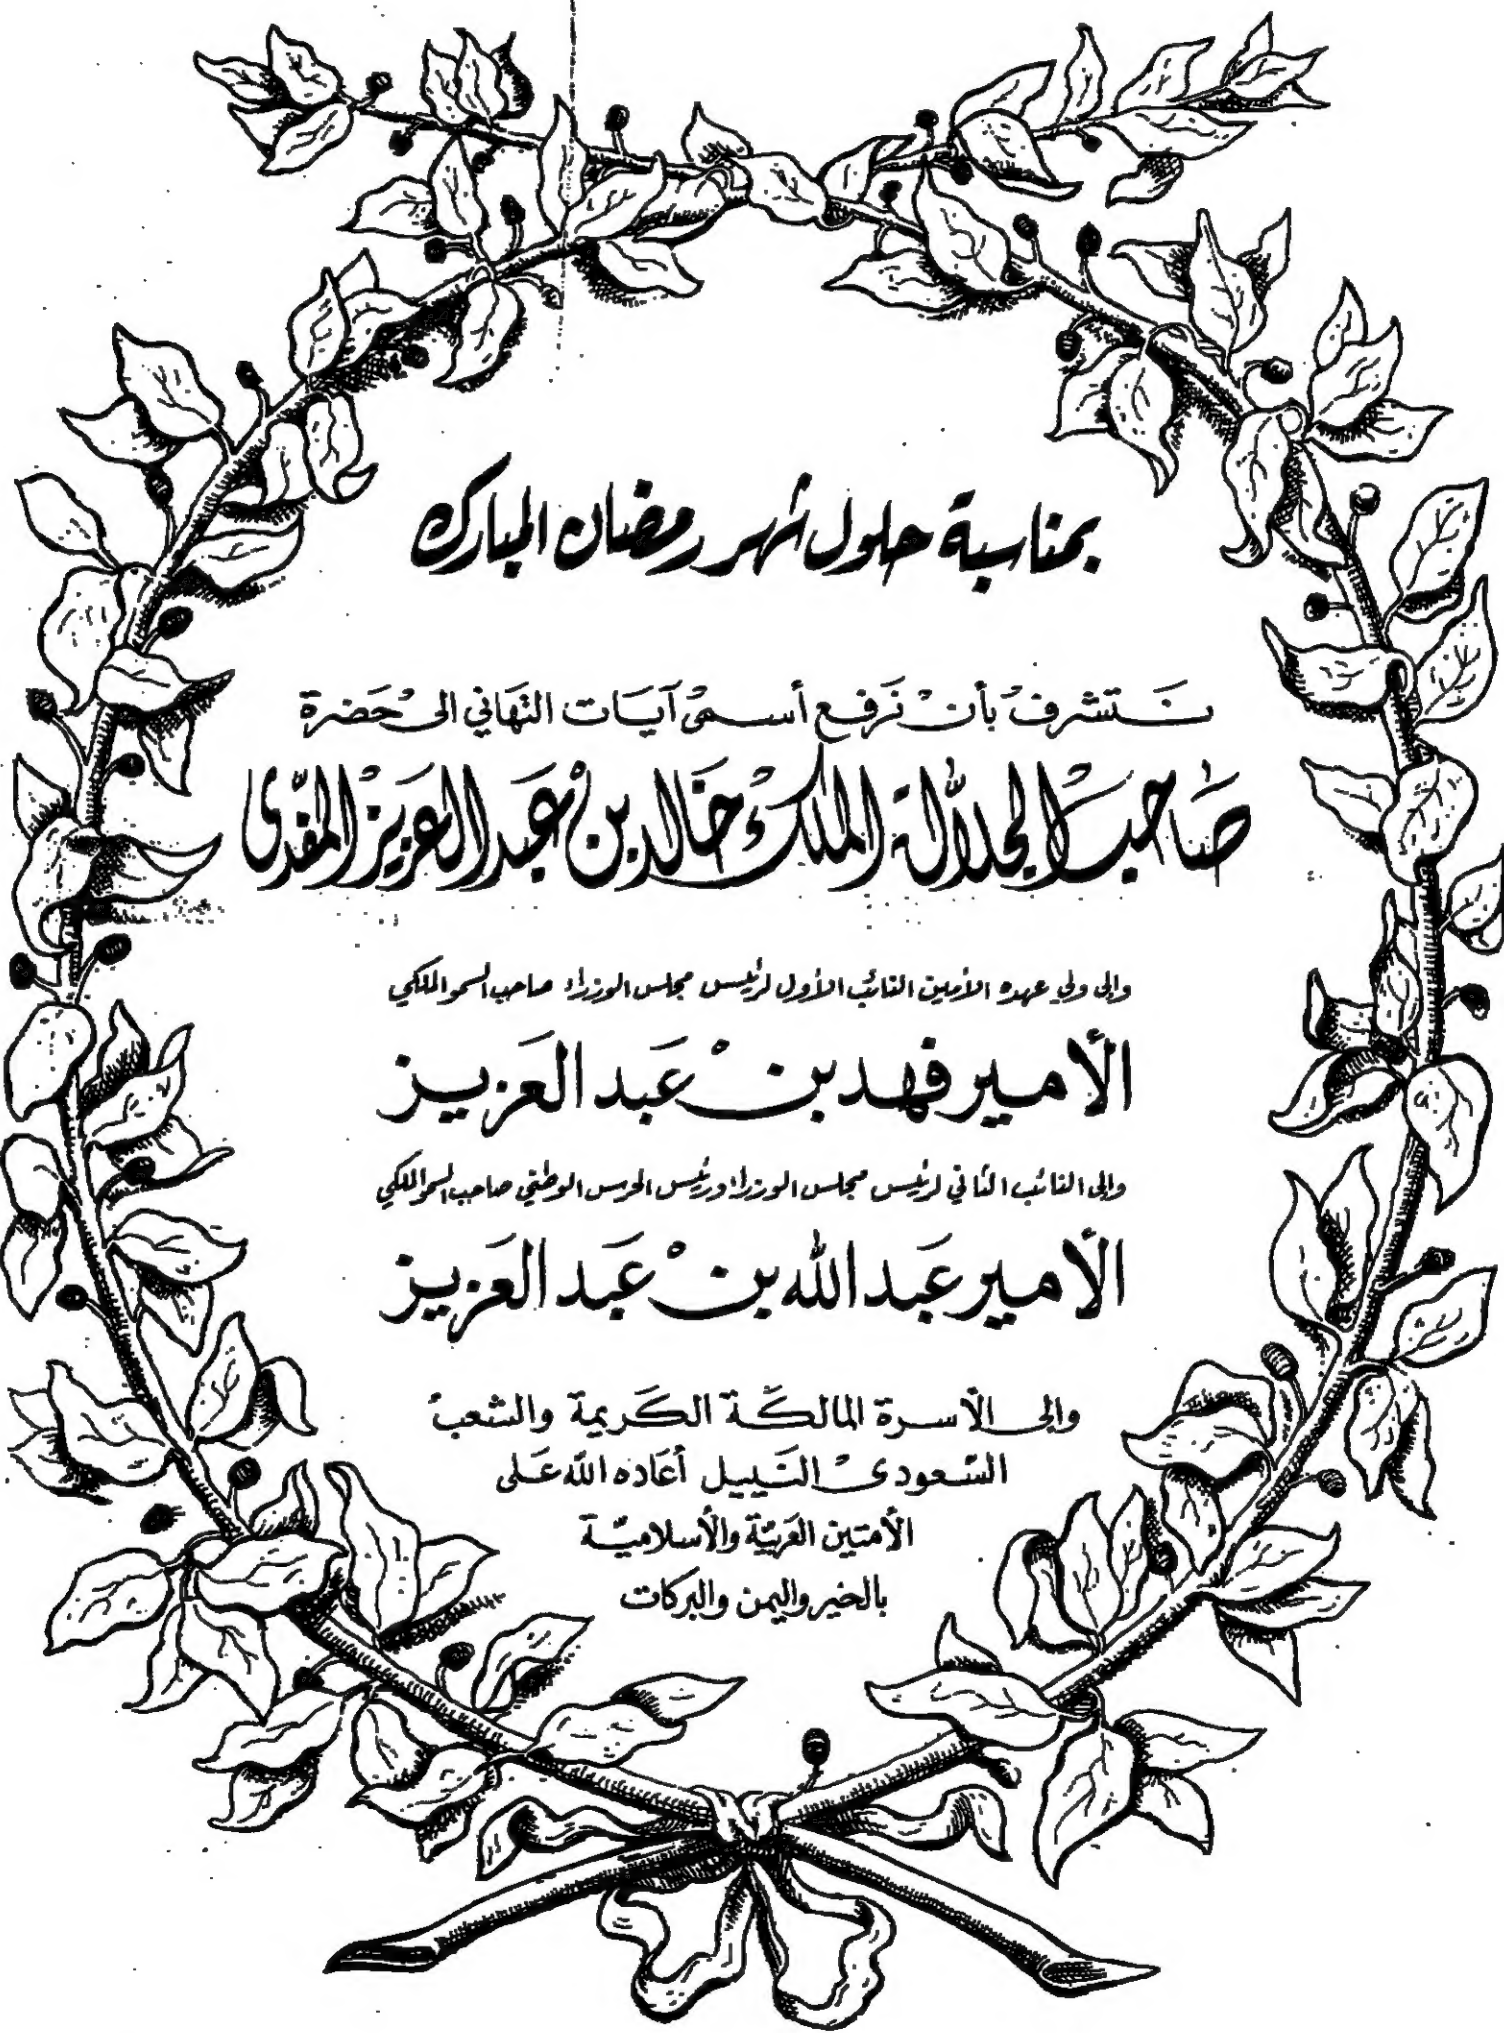 بمناسبة حلول شهر رمضان المبارك
نتشرف بأن نرفع أسمى آيات التهاني الى حضرة
صاحب الجلالة الملك خالد بن عبد العزيز المفدى
والى ولي عهده الأمين النائب الأول لرئيس مجلس الوزراء صاحب السمو الملكي
الأمير فهد بن عبد العزيز
والى النائب الثاني لرئيس مجلس الوزراء ورئيس الحرس الوطني صاحب السمو الملكي
الأمير عبد الله بن عبد العزيز
والى الأسرة المالكة الكريمة والشعب
السعودي النبيل أعاده الله على
الأمتين العربية والأسلامية
بالخير واليمن والبركات